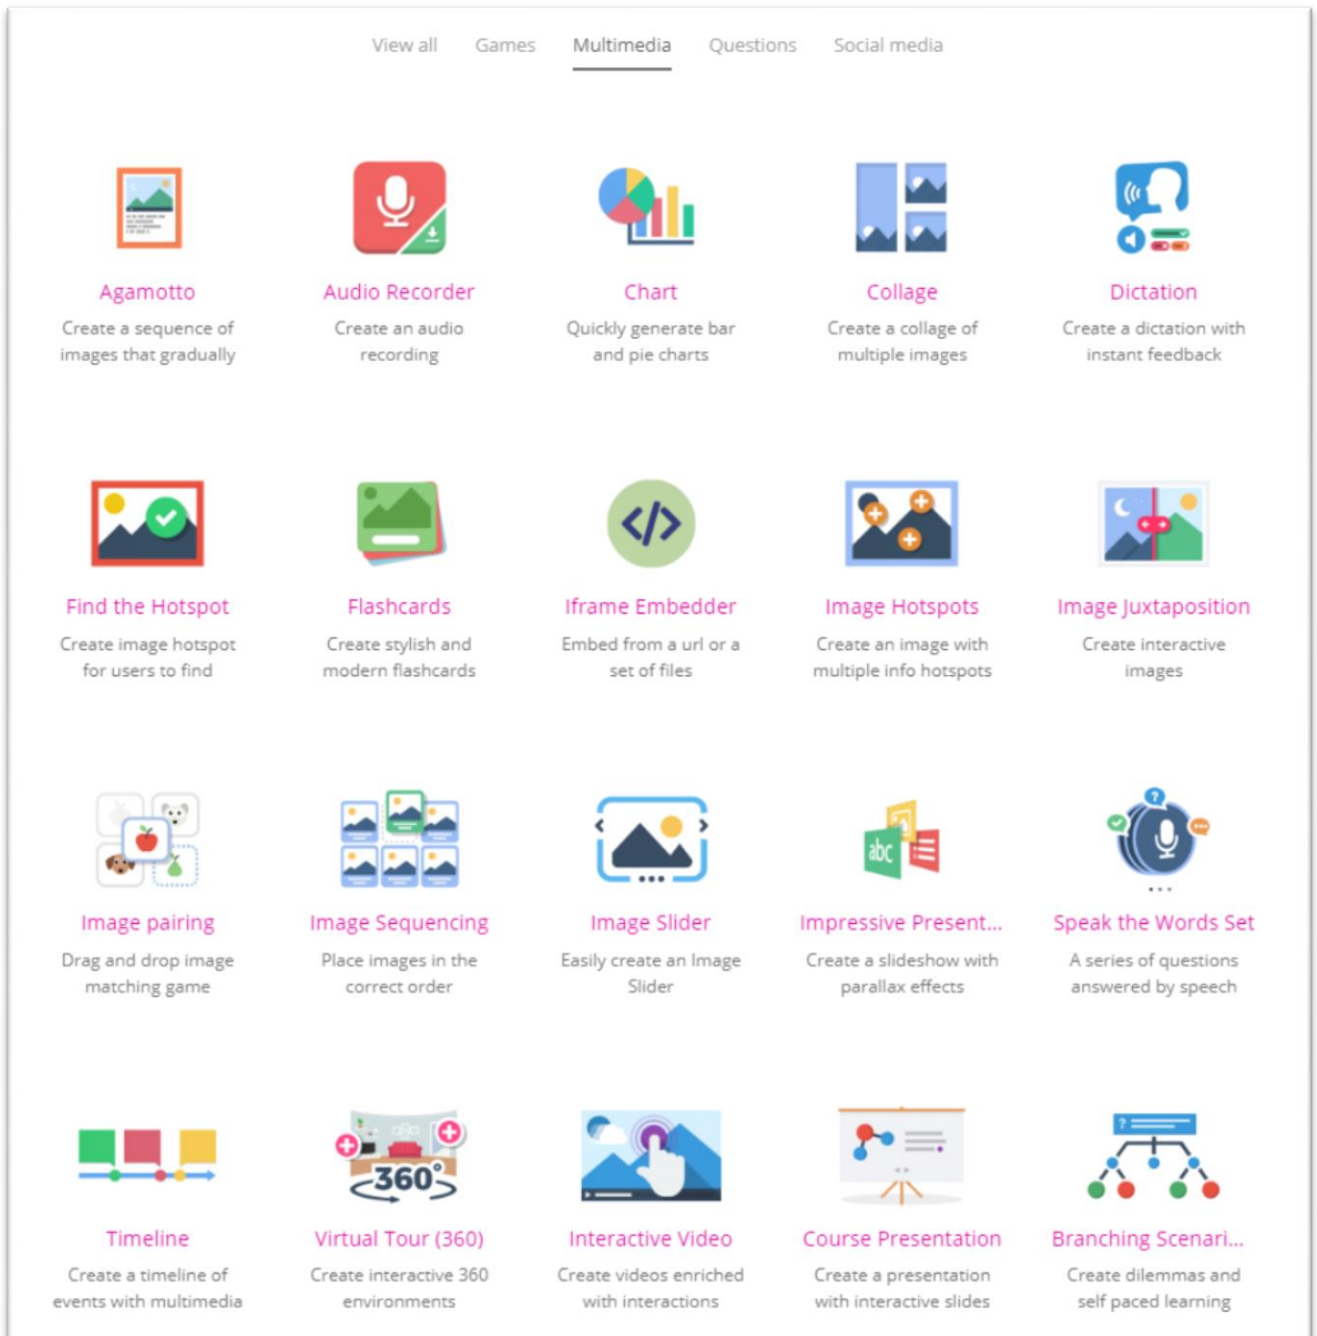 View all Games Multimedia Questions Social media
Agamotto
Create a sequence of
images that gradually
Audio Recorder
Create an audio
recording
Chart
Quickly generate bar
and pie charts
Collage
Create a collage of
multiple images
Dictation
Create a dictation with
instant feedback
Find the Hotspot
Create image hotspot
for users to find
Flashcards
Create stylish and
modern flashcards
</>
Iframe Embedder
Embed from a url or a
set of files
Image Hotspots
Create an image with
multiple info hotspots
Image Juxtaposition
Create interactive
images
Image pairing
Drag and drop image
matching game
Image Sequencing
Place images in the
correct order
Image Slider
Easily create an Image
Slider
abc
Impressive Present...
Create a slideshow with
parallax effects
?
Speak the Words Set
A series of questions
answered by speech
Timeline
Create a timeline of
events with multimedia
360°
Virtual Tour (360)
Create interactive 360
environments
Interactive Video
Create videos enriched
with interactions
Course Presentation
Create a presentation
with interactive slides
?
Branching Scenari...
Create dilemmas and
self paced learning